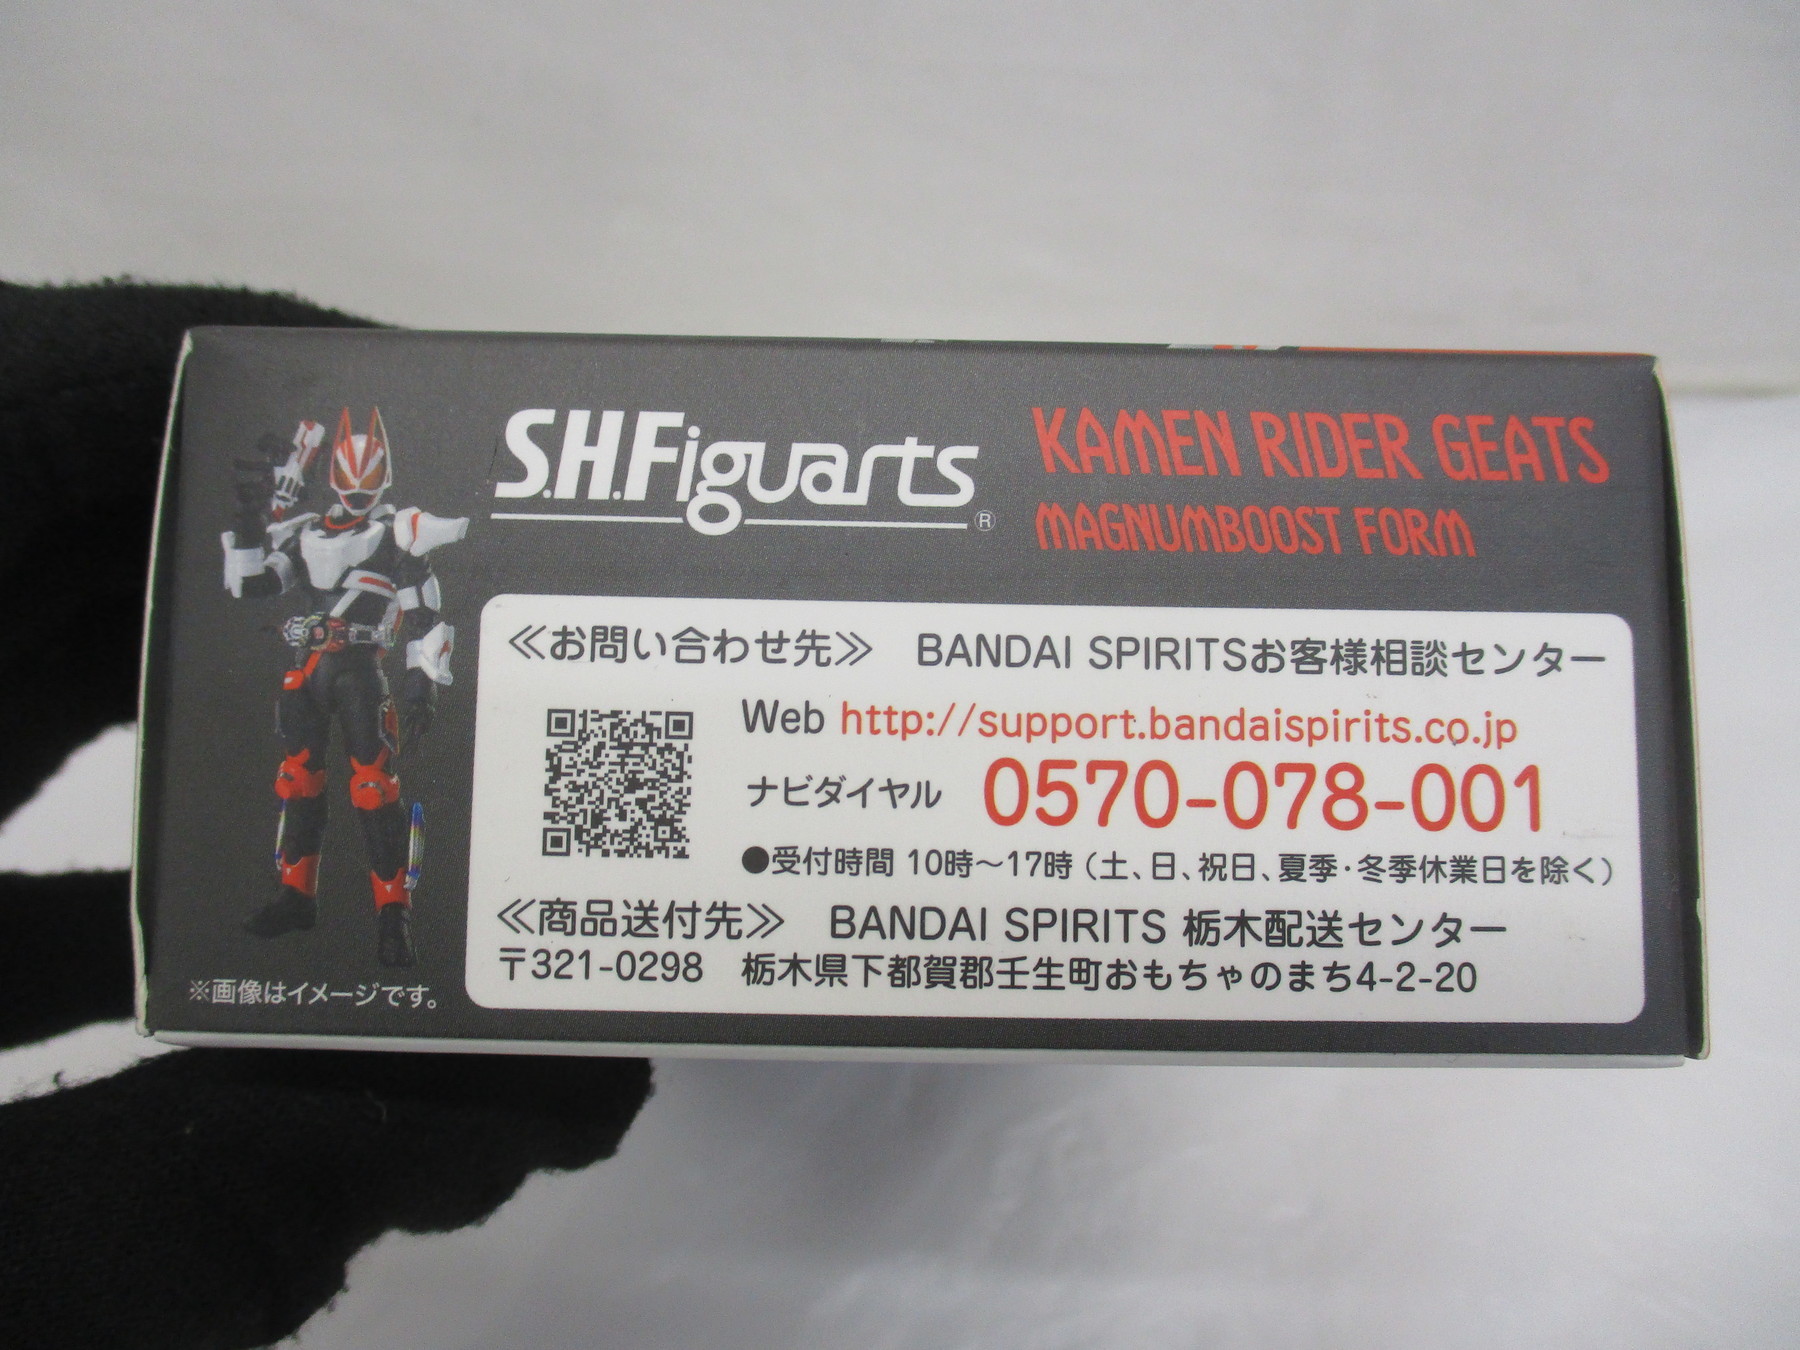 S.H.Figuarts®
KAMEN RIDER GEATS
MAGNUMBOOST FORM
≪お問い合わせ先≫ BANDAI SPIRITSお客様相談センター
Web http://support.bandaispirits.co.jp
ナビダイヤル 0570-078-001
●受付時間 10時〜17時（土、日、祝日、夏季・冬季休業日を除く）
≪商品送付先≫ BANDAI SPIRITS 栃木配送センター
〒321-0298 栃木県下都賀郡壬生町おもちゃのまち4-2-20
※画像はイメージです。